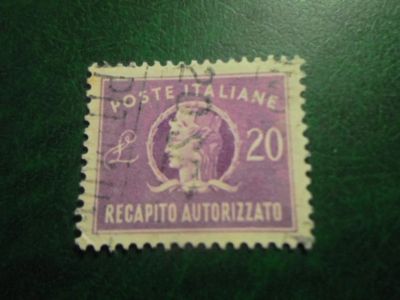 POSTE ITALIANE
£ 20
RECAPITO AUTORIZZATO